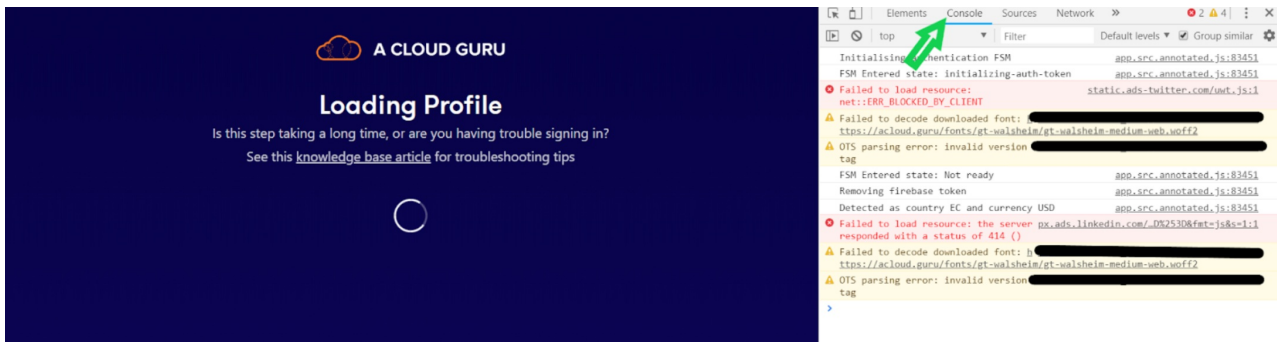 A CLOUD GURU
Loading Profile
Is this step taking a long time, or are you having trouble signing in?
See this knowledge base article for troubleshooting tips
Elements Console Sources Network » 2 4
top Filter Default levels Group similar
Initialising FSM app.src.annotated.js:83451
FSM Entered state: initializing-auth-token app.src.annotated.js:83451
Failed to load resource: static.ads-twitter.com/uwt.js:1
net::ERR_BLOCKED_BY_CLIENT
Failed to decode downloaded font: h
ttps://acloud.guru/fonts/gt-walsheim/gt-walsheim-medium-web.woff2
OTS parsing error: invalid version
tag
FSM Entered state: Not ready app.src.annotated.js:83451
Removing firebase token app.src.annotated.js:83451
Detected as country EC and currency USD app.src.annotated.js:83451
Failed to load resource: the server px.ads.linkedin.com/…D%253D&fmt=js&s=1:1
responded with a status of 414 ()
Failed to decode downloaded font: h
ttps://acloud.guru/fonts/gt-walsheim/gt-walsheim-medium-web.woff2
OTS parsing error: invalid version
tag